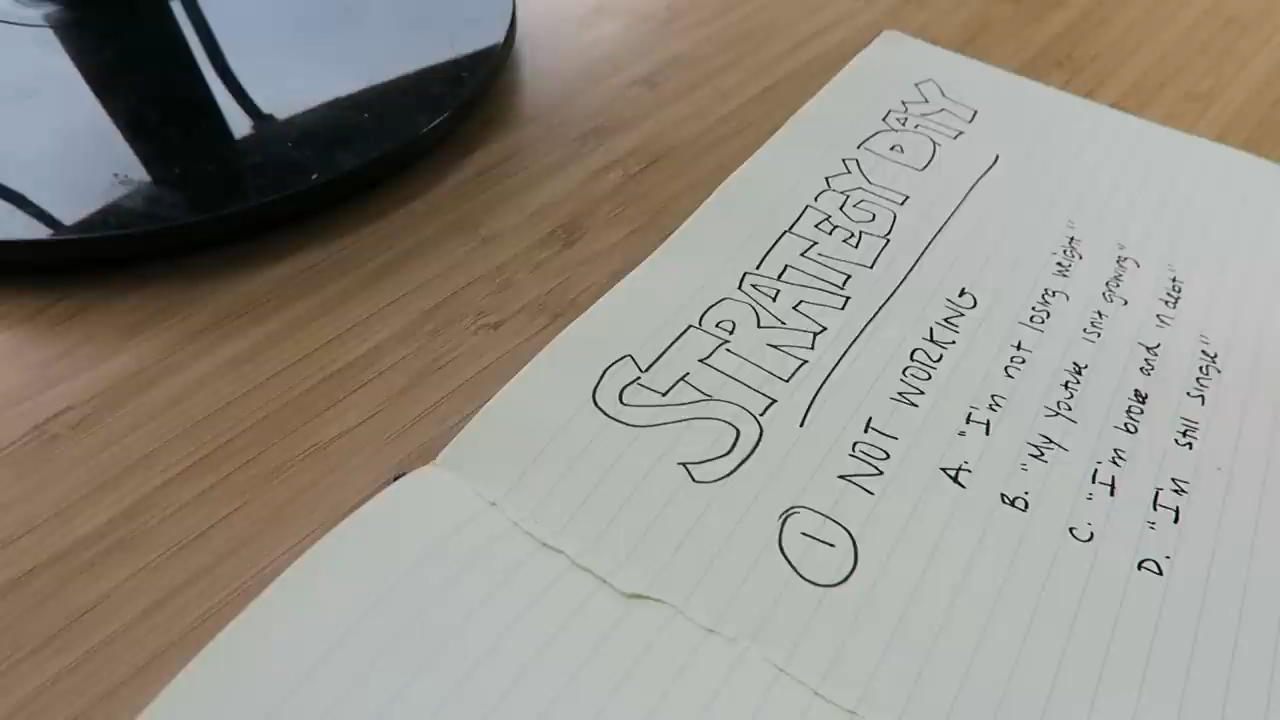 STRATEGY DAY
1 NOT WORKING
A. "I'm not losing weight"
B. "My Youtube isn't growing"
C. "I'm broke and in debt"
D. "I'm still single"